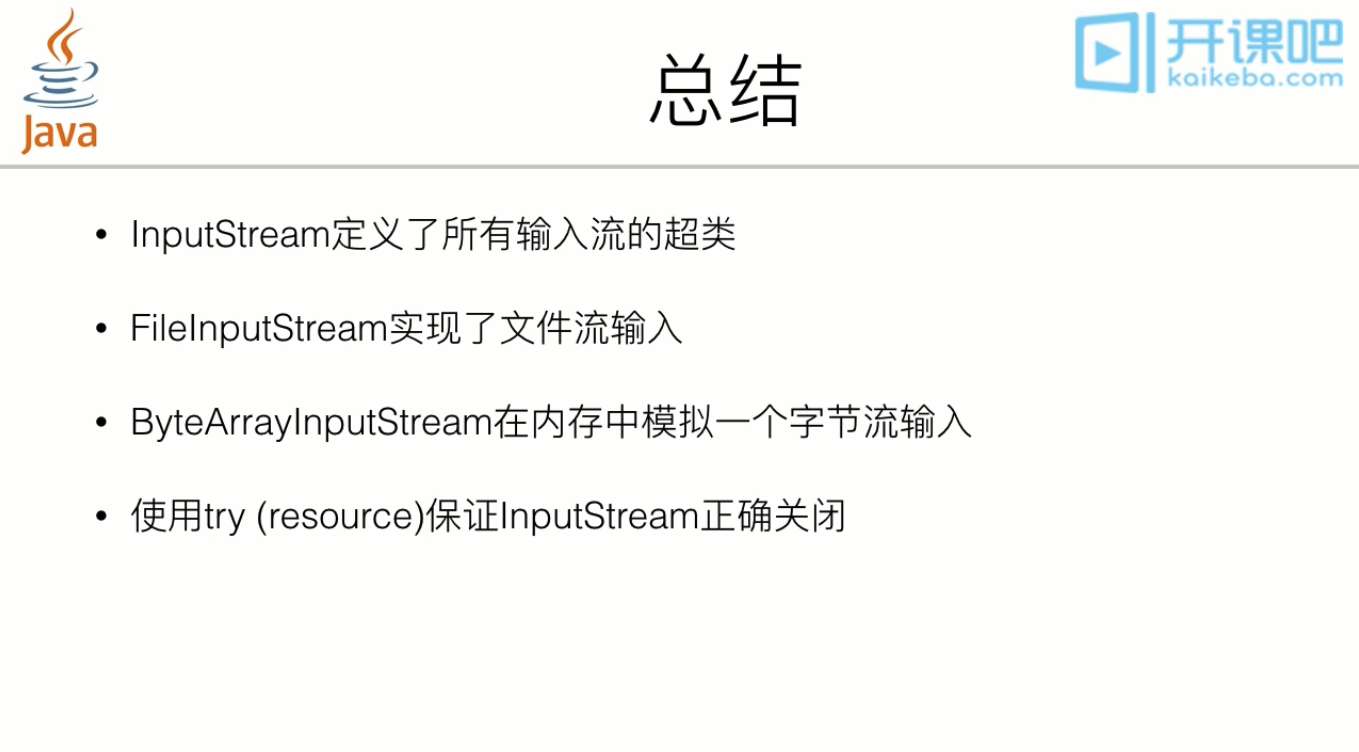 Java
总结
开课吧
kaikeba.com
• InputStream定义了所有输入流的超类
• FileInputStream实现了文件流输入
• ByteArrayInputStream在内存中模拟一个字节流输入
• 使用try (resource)保证InputStream正确关闭